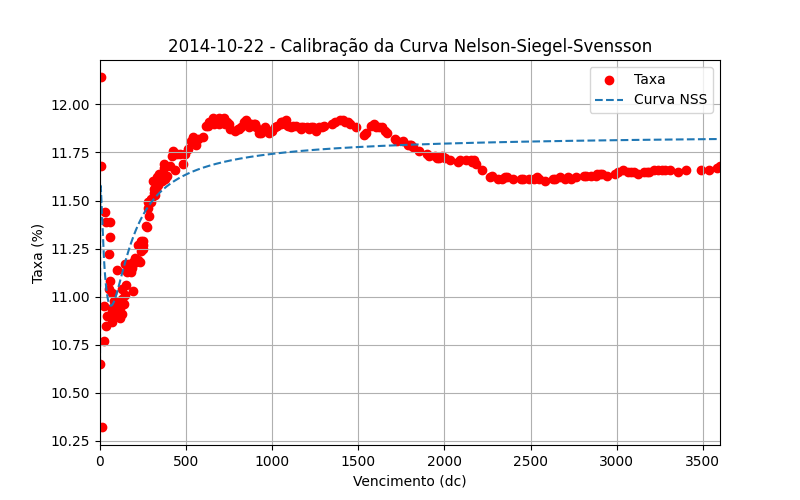 2014-10-22 - Calibração da Curva Nelson-Siegel-Svensson
Taxa
Curva NSS
Taxa (%)
12.00
11.75
11.50
11.25
11.00
10.75
10.50
10.25
0 500 1000 1500 2000 2500 3000 3500
Vencimento (dc)